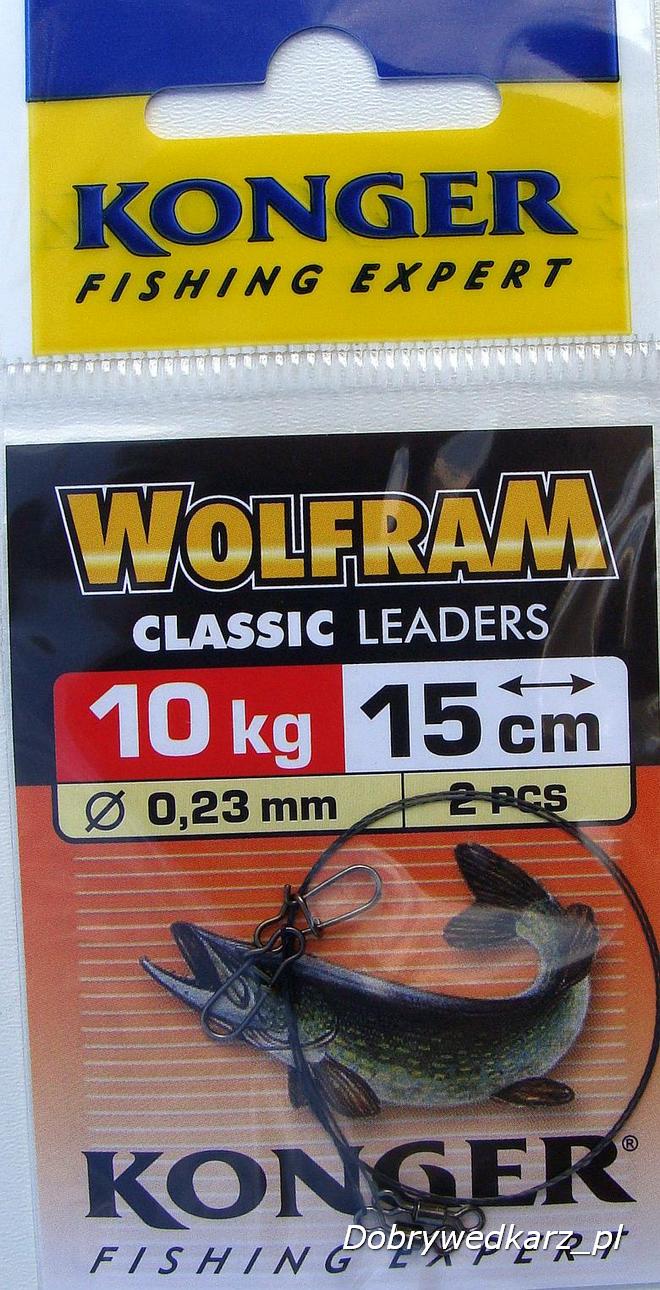 KONGER
FISHING EXPERT
WOLFRAM
CLASSIC LEADERS
10 kg 15 cm
Ø 0,23 mm 2 PCS
KONGER®
FISHING EXPERT
Dobrywedkarz_pl